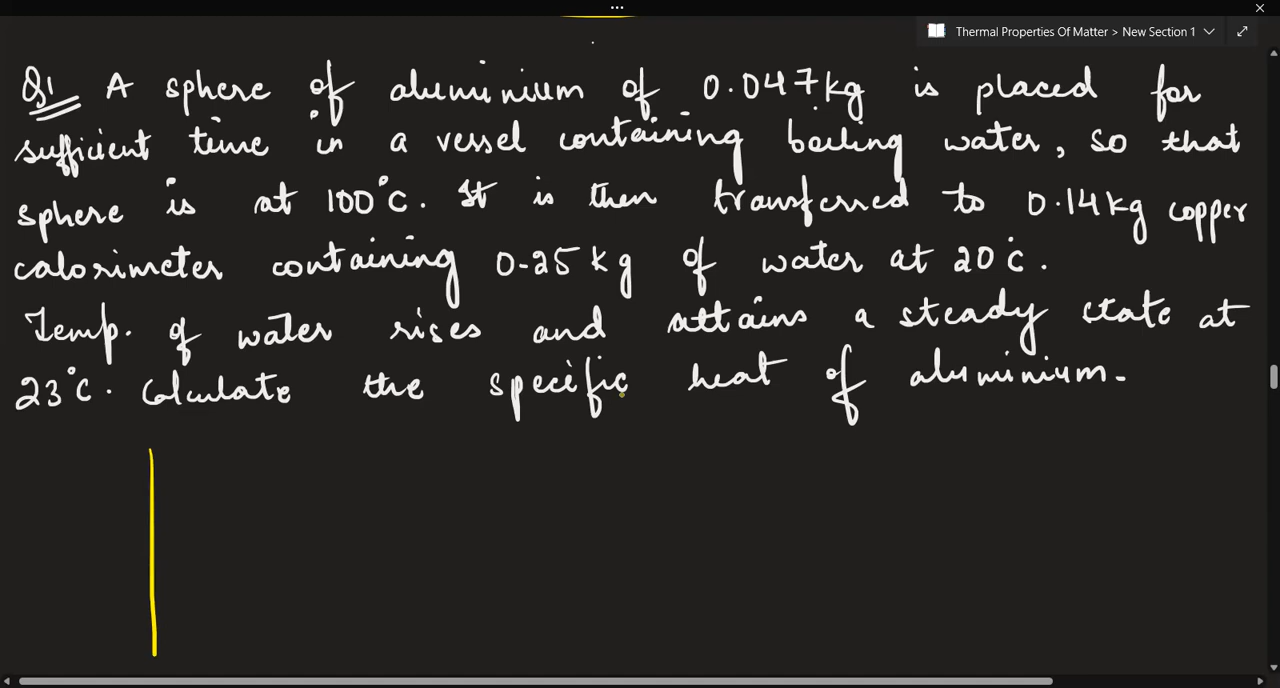 Thermal Properties Of Matter > New Section 1
Q1 A sphere of aluminium of 0.047kg is placed for
sufficient time in a vessel containing boiling water, so that
sphere is at 100°C. It is then transferred to 0.14kg copper
calorimeter containing 0.25kg of water at 20°C.
Temp. of water rises and attains a steady state at
23°C. Calculate the specific heat of aluminium.